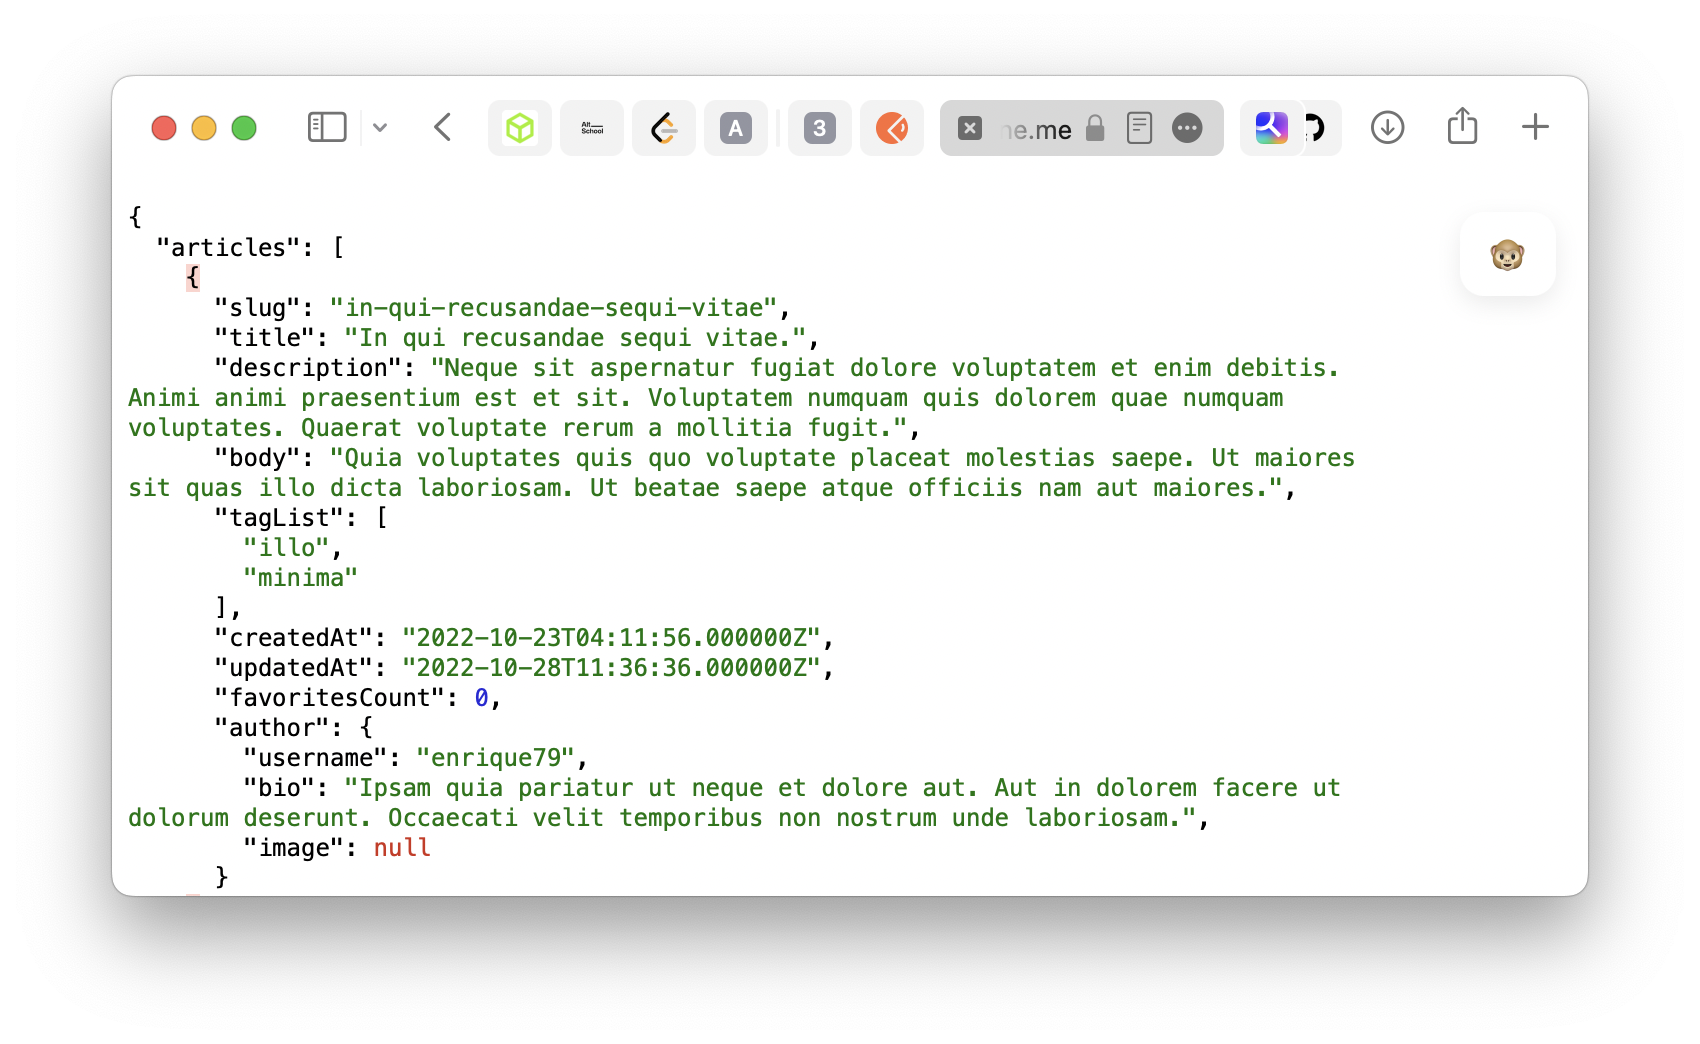 Alt
School
A
3
me.me
{
"articles": [
{
"slug": "in-qui-recusandae-sequi-vitae",
"title": "In qui recusandae sequi vitae.",
"description": "Neque sit aspernatur fugiat dolore voluptatem et enim debitis.
Animi animi praesentium est et sit. Voluptatem numquam quis dolorem quae numquam
voluptates. Quaerat voluptate rerum a mollitia fugit.",
"body": "Quia voluptates quis quo voluptate placeat molestias saepe. Ut maiores
sit quas illo dicta laboriosam. Ut beatae saepe atque officiis nam aut maiores.",
"tagList": [
"illo",
"minima"
],
"createdAt": "2022-10-23T04:11:56.000000Z",
"updatedAt": "2022-10-28T11:36:36.000000Z",
"favoritesCount": 0,
"author": {
"username": "enrique79",
"bio": "Ipsam quia pariatur ut neque et dolore aut. Aut in dolorem facere ut
dolorum deserunt. Occaecati velit temporibus non nostrum unde laboriosam.",
"image": null
}